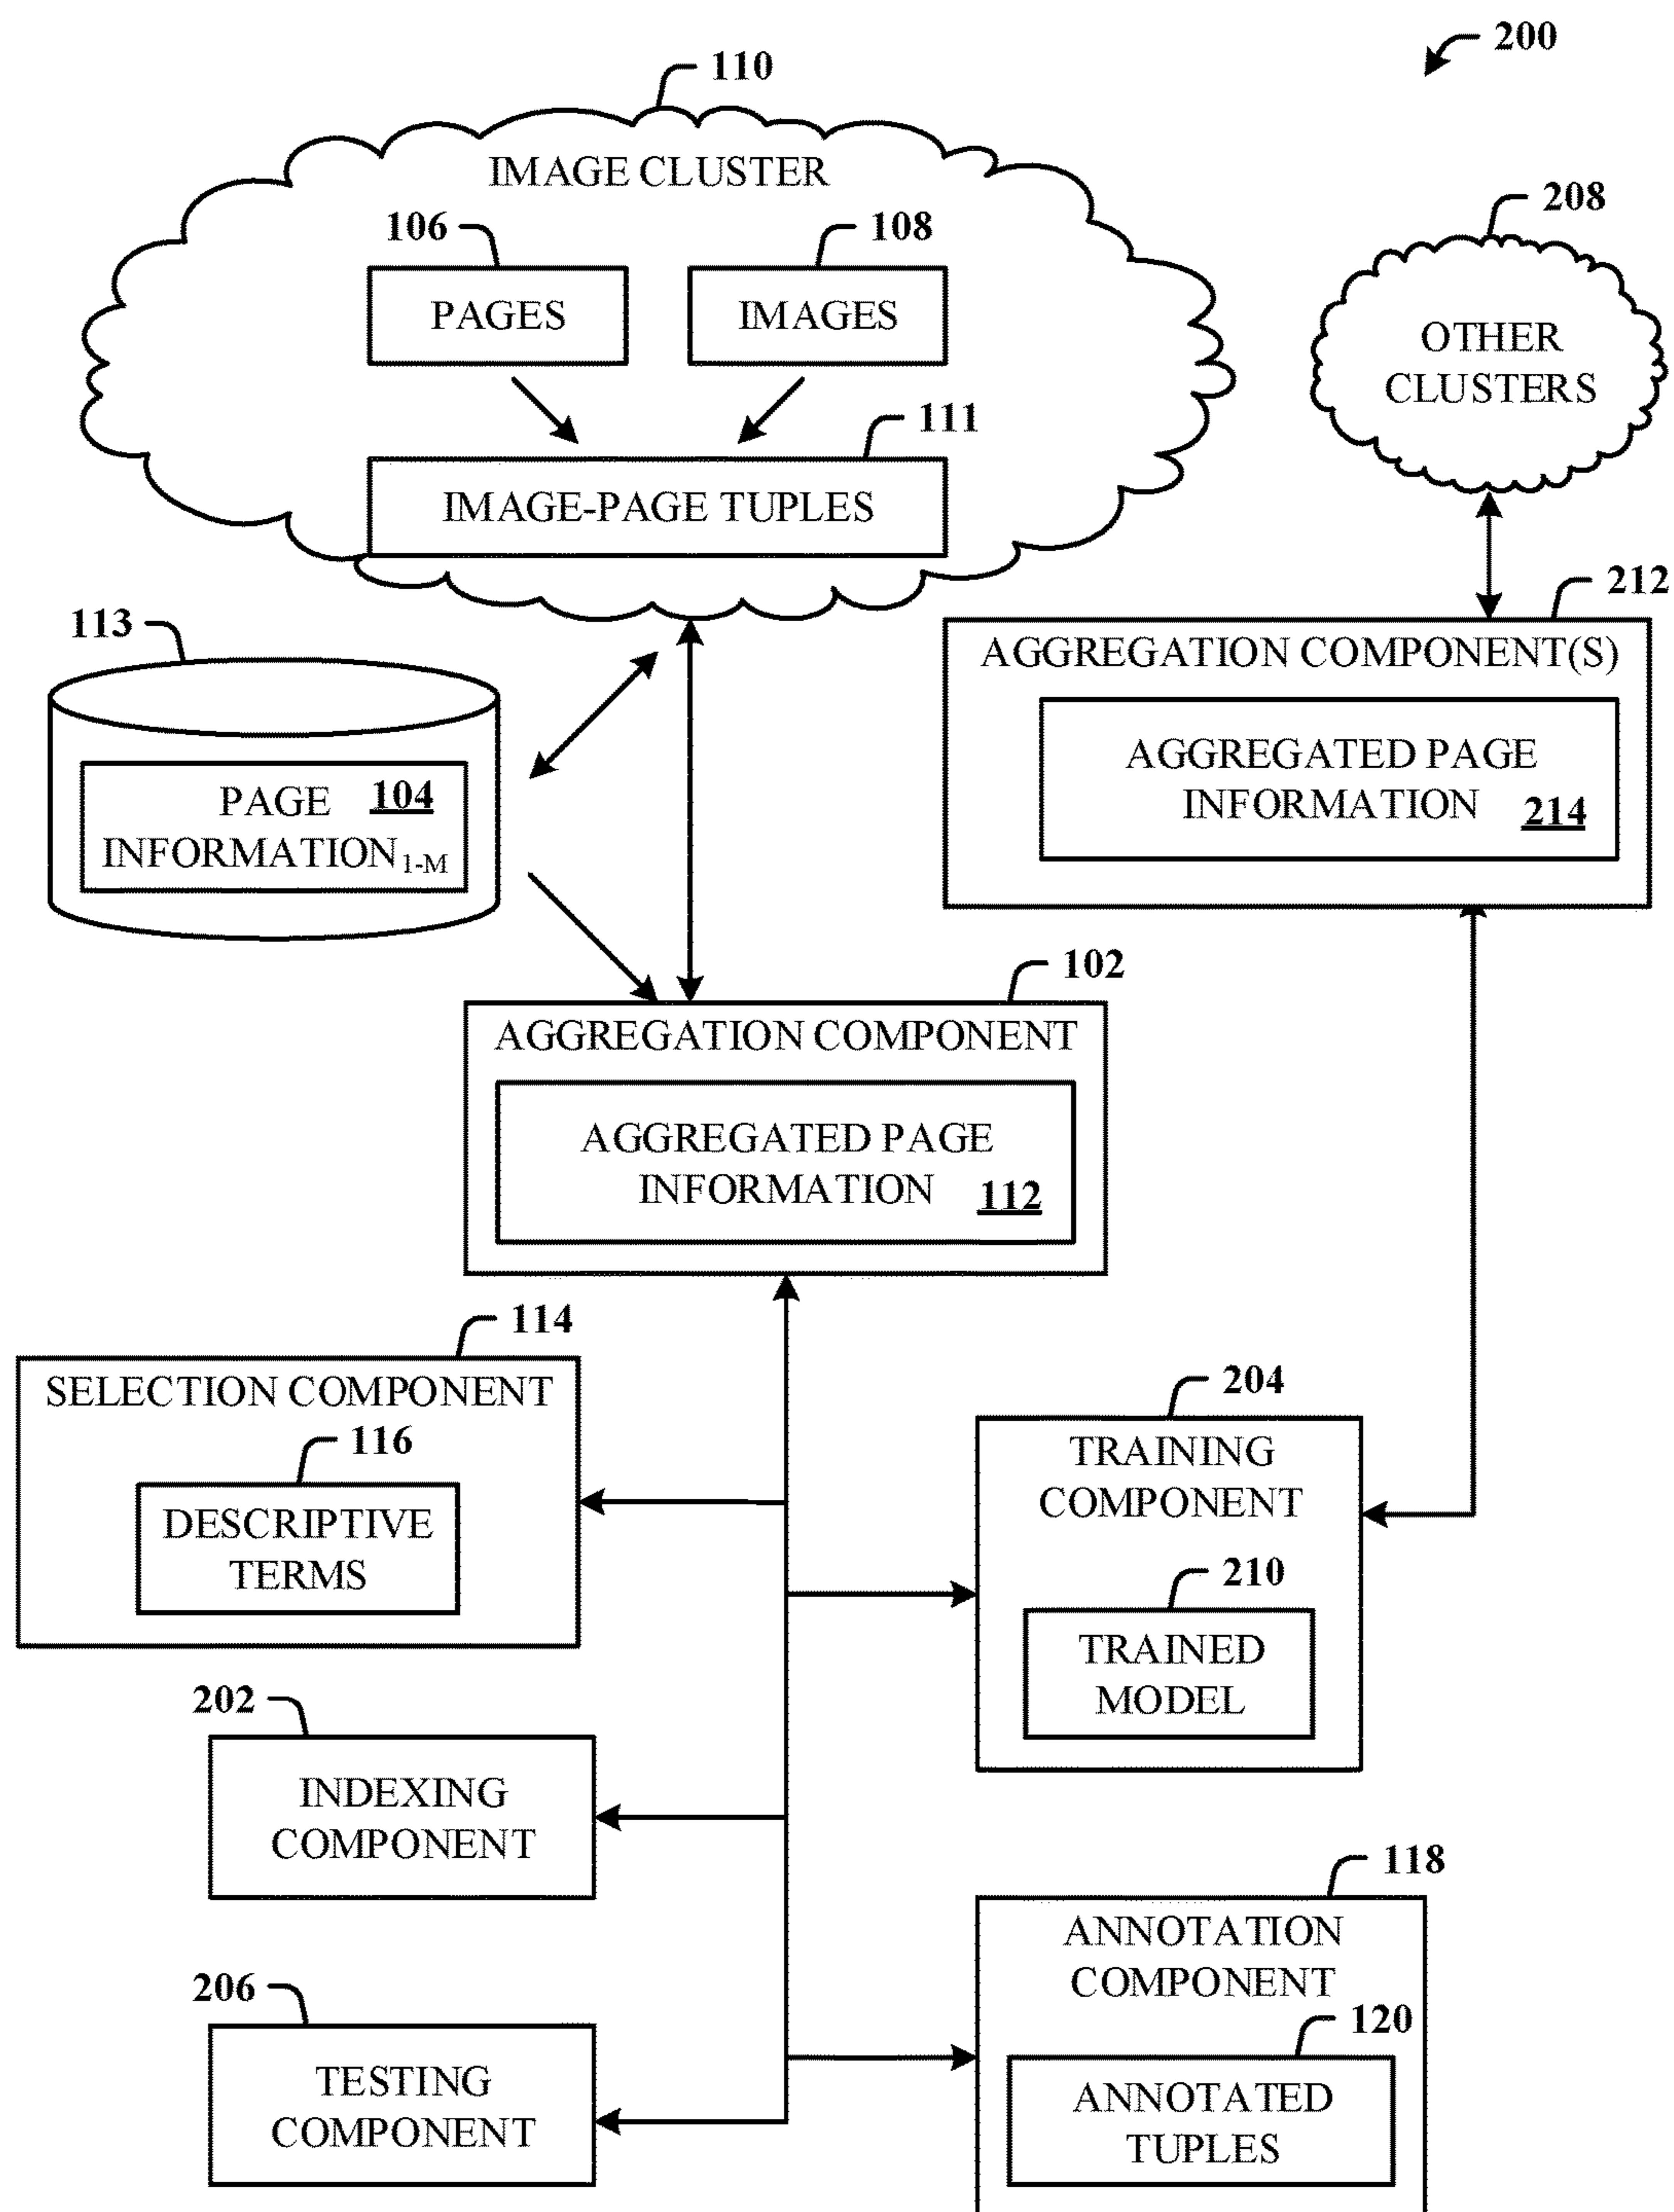 200
110
IMAGE CLUSTER
106
108
208
PAGES
IMAGES
OTHER
CLUSTERS
111
IMAGE-PAGE TUPLES
212
113
AGGREGATION COMPONENT(S)
AGGREGATED PAGE
INFORMATION 214
PAGE 104
INFORMATION1-M
102
AGGREGATION COMPONENT
AGGREGATED PAGE
INFORMATION 112
114
SELECTION COMPONENT
116
DESCRIPTIVE
TERMS
204
TRAINING
COMPONENT
210
TRAINED
MODEL
202
INDEXING
COMPONENT
118
ANNOTATION
COMPONENT
120
ANNOTATED
TUPLES
206
TESTING
COMPONENT